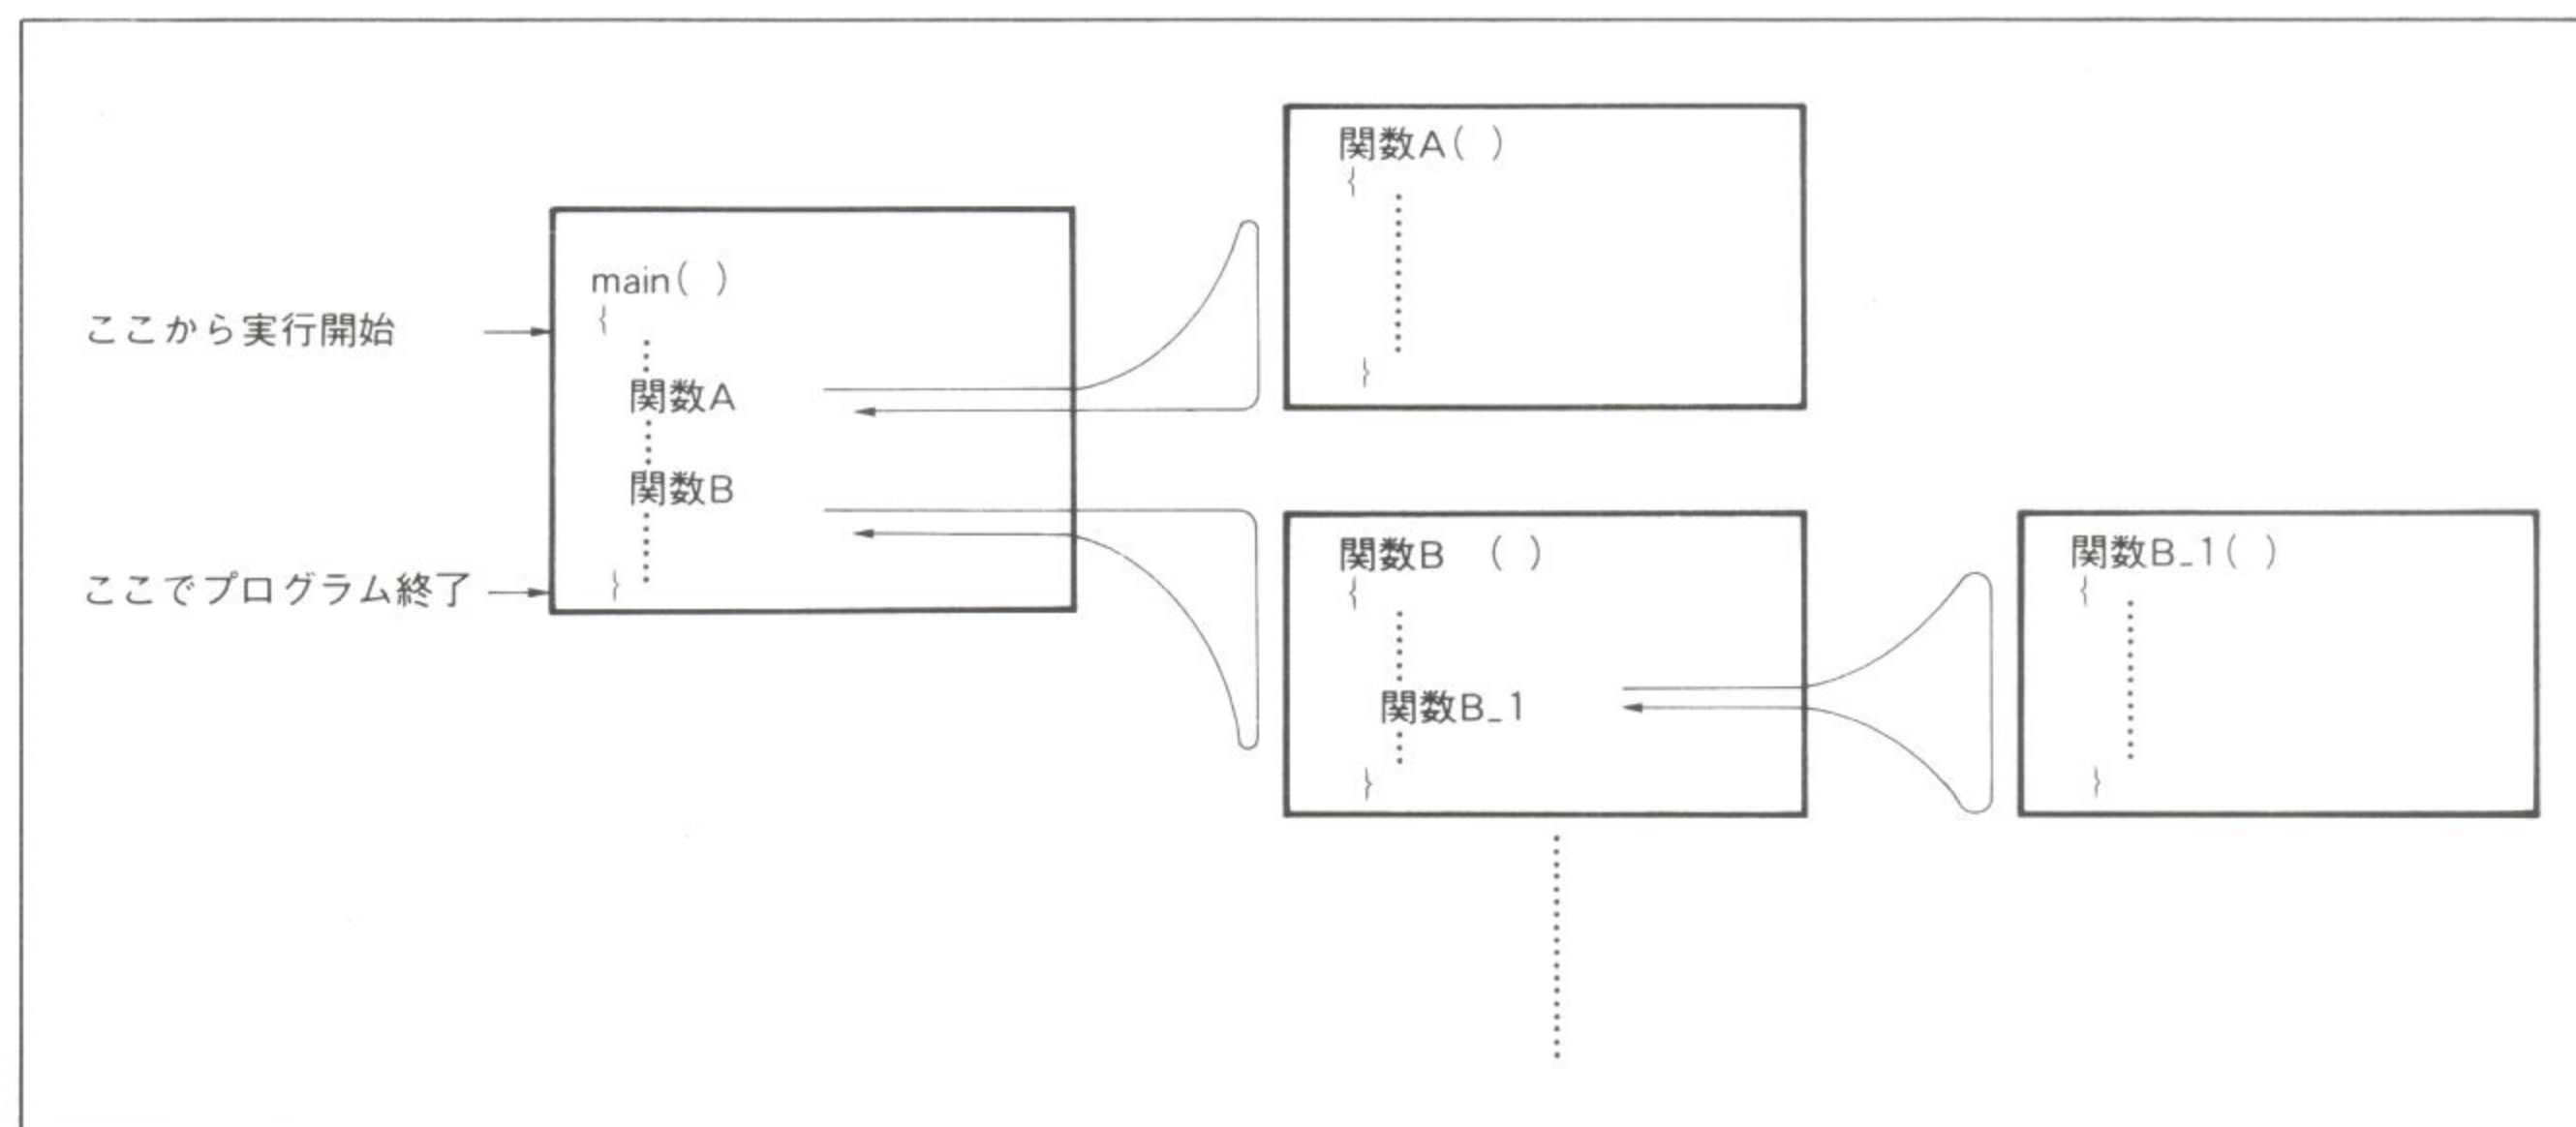 ここから実行開始
ここでプログラム終了
main( )
{
関数A
関数B
}
関数A( )
{
}
関数B ( )
{
関数B_1
}
関数B_1( )
{
}